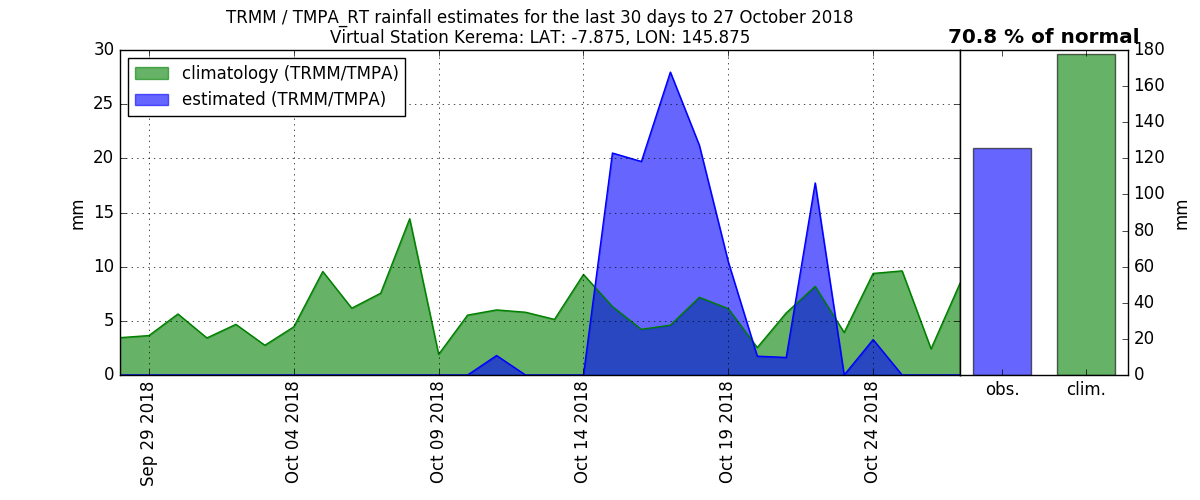 TRMM / TMPA_RT rainfall estimates for the last 30 days to 27 October 2018
Virtual Station Kerema: LAT: -7.875, LON: 145.875
70.8 % of normal
climatology (TRMM/TMPA)
estimated (TRMM/TMPA)
30
25
20
15
10
5
0
mm
Sep 29 2018
Oct 04 2018
Oct 09 2018
Oct 14 2018
Oct 19 2018
Oct 24 2018
obs.
clim.
180
160
140
120
100
80
60
40
20
0
mm